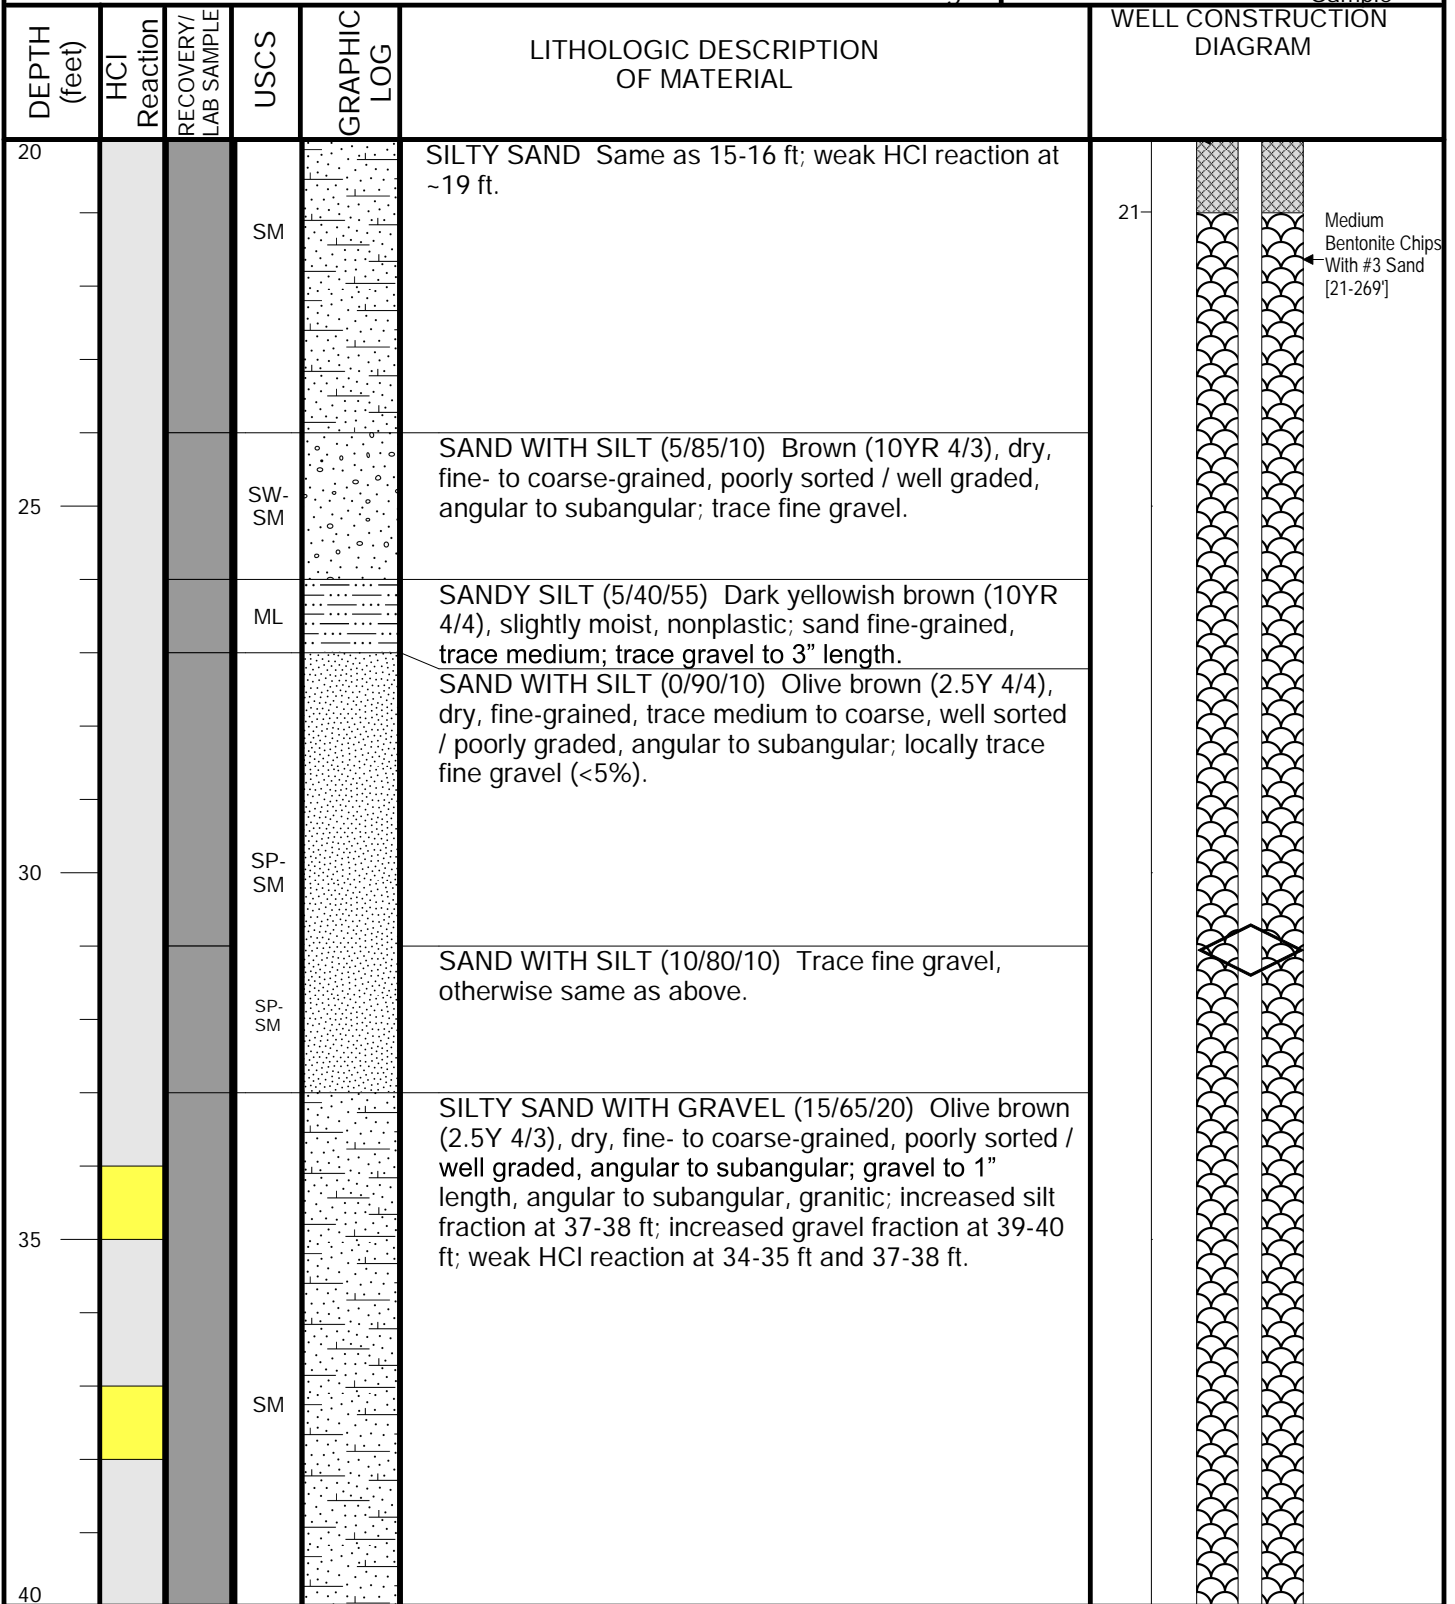 DEPTH
(feet)
HCl
Reaction
RECOVERY/
LAB SAMPLE
USCS
GRAPHIC
LOG
LITHOLOGIC DESCRIPTION
OF MATERIAL
WELL CONSTRUCTION
DIAGRAM
20
SM
SILTY SAND Same as 15-16 ft; weak HCl reaction at
~19 ft.
21
Medium
Bentonite Chips
With #3 Sand
[21-269']
25
SW-
SM
SAND WITH SILT (5/85/10) Brown (10YR 4/3), dry,
fine- to coarse-grained, poorly sorted / well graded,
angular to subangular; trace fine gravel.
ML
SANDY SILT (5/40/55) Dark yellowish brown (10YR
4/4), slightly moist, nonplastic; sand fine-grained,
trace medium; trace gravel to 3” length.
SAND WITH SILT (0/90/10) Olive brown (2.5Y 4/4),
dry, fine-grained, trace medium to coarse, well sorted
/ poorly graded, angular to subangular; locally trace
fine gravel (<5%).
30
SP-
SM
SAND WITH SILT (10/80/10) Trace fine gravel,
otherwise same as above.
SP-
SM
SILTY SAND WITH GRAVEL (15/65/20) Olive brown
(2.5Y 4/3), dry, fine- to coarse-grained, poorly sorted /
well graded, angular to subangular; gravel to 1”
length, angular to subangular, granitic; increased silt
fraction at 37-38 ft; increased gravel fraction at 39-40
ft; weak HCl reaction at 34-35 ft and 37-38 ft.
35
SM
40